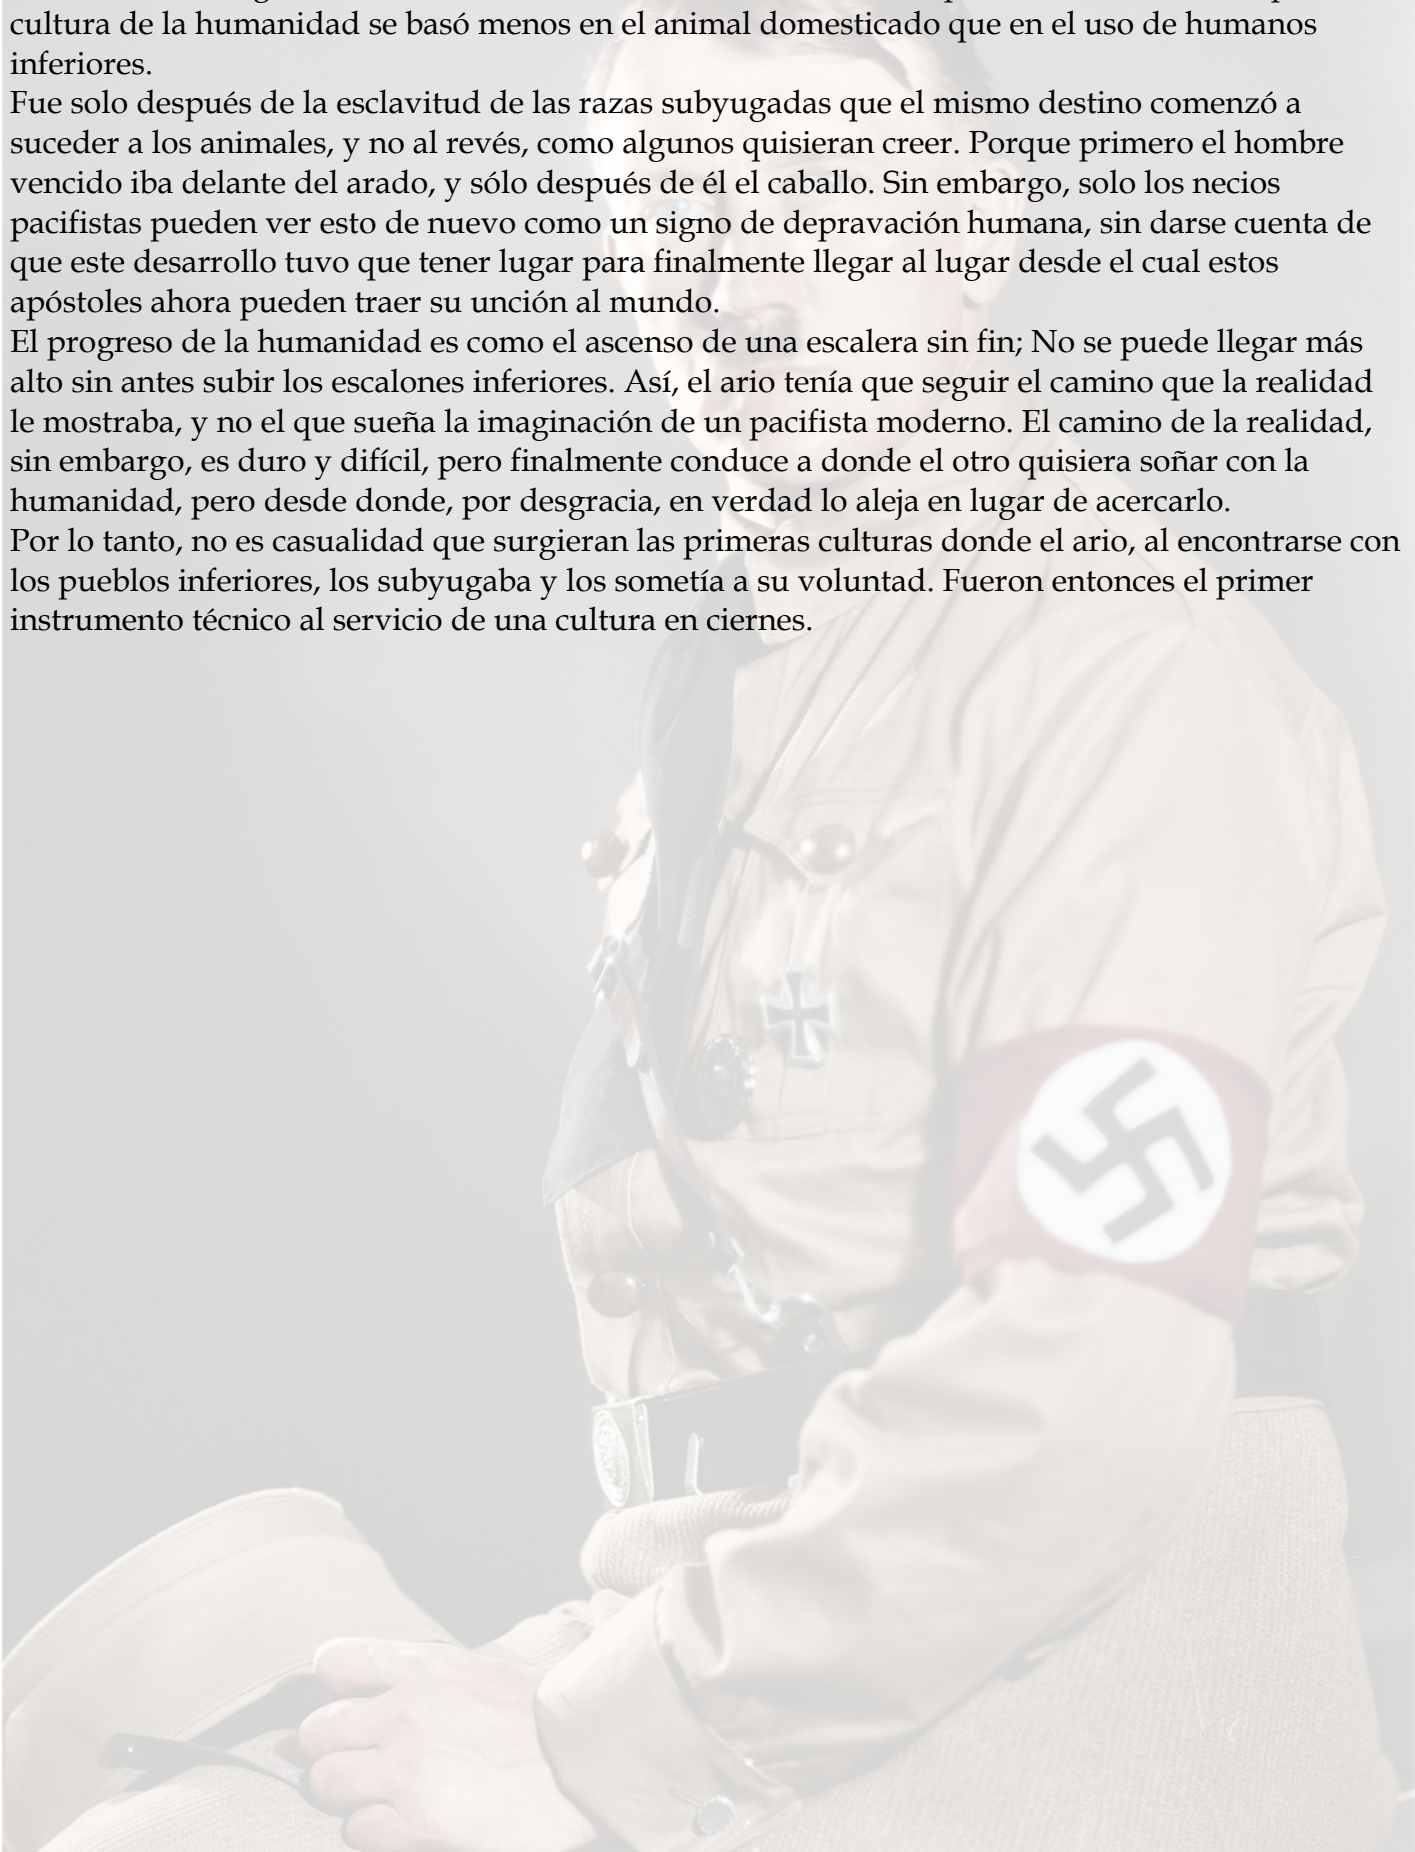 cultura de la humanidad se basó menos en el animal domesticado que en el uso de humanos
inferiores.
Fue solo después de la esclavitud de las razas subyugadas que el mismo destino comenzó a
suceder a los animales, y no al revés, como algunos quisieran creer. Porque primero el hombre
vencido iba delante del arado, y sólo después de él el caballo. Sin embargo, solo los necios
pacifistas pueden ver esto de nuevo como un signo de depravación humana, sin darse cuenta de
que este desarrollo tuvo que tener lugar para finalmente llegar al lugar desde el cual estos
apóstoles ahora pueden traer su unción al mundo.
El progreso de la humanidad es como el ascenso de una escalera sin fin; No se puede llegar más
alto sin antes subir los escalones inferiores. Así, el ario tenía que seguir el camino que la realidad
le mostraba, y no el que sueña la imaginación de un pacifista moderno. El camino de la realidad,
sin embargo, es duro y difícil, pero finalmente conduce a donde el otro quisiera soñar con la
humanidad, pero desde donde, por desgracia, en verdad lo aleja en lugar de acercarlo.
Por lo tanto, no es casualidad que surgieran las primeras culturas donde el ario, al encontrarse con
los pueblos inferiores, los subyugaba y los sometía a su voluntad. Fueron entonces el primer
instrumento técnico al servicio de una cultura en ciernes.